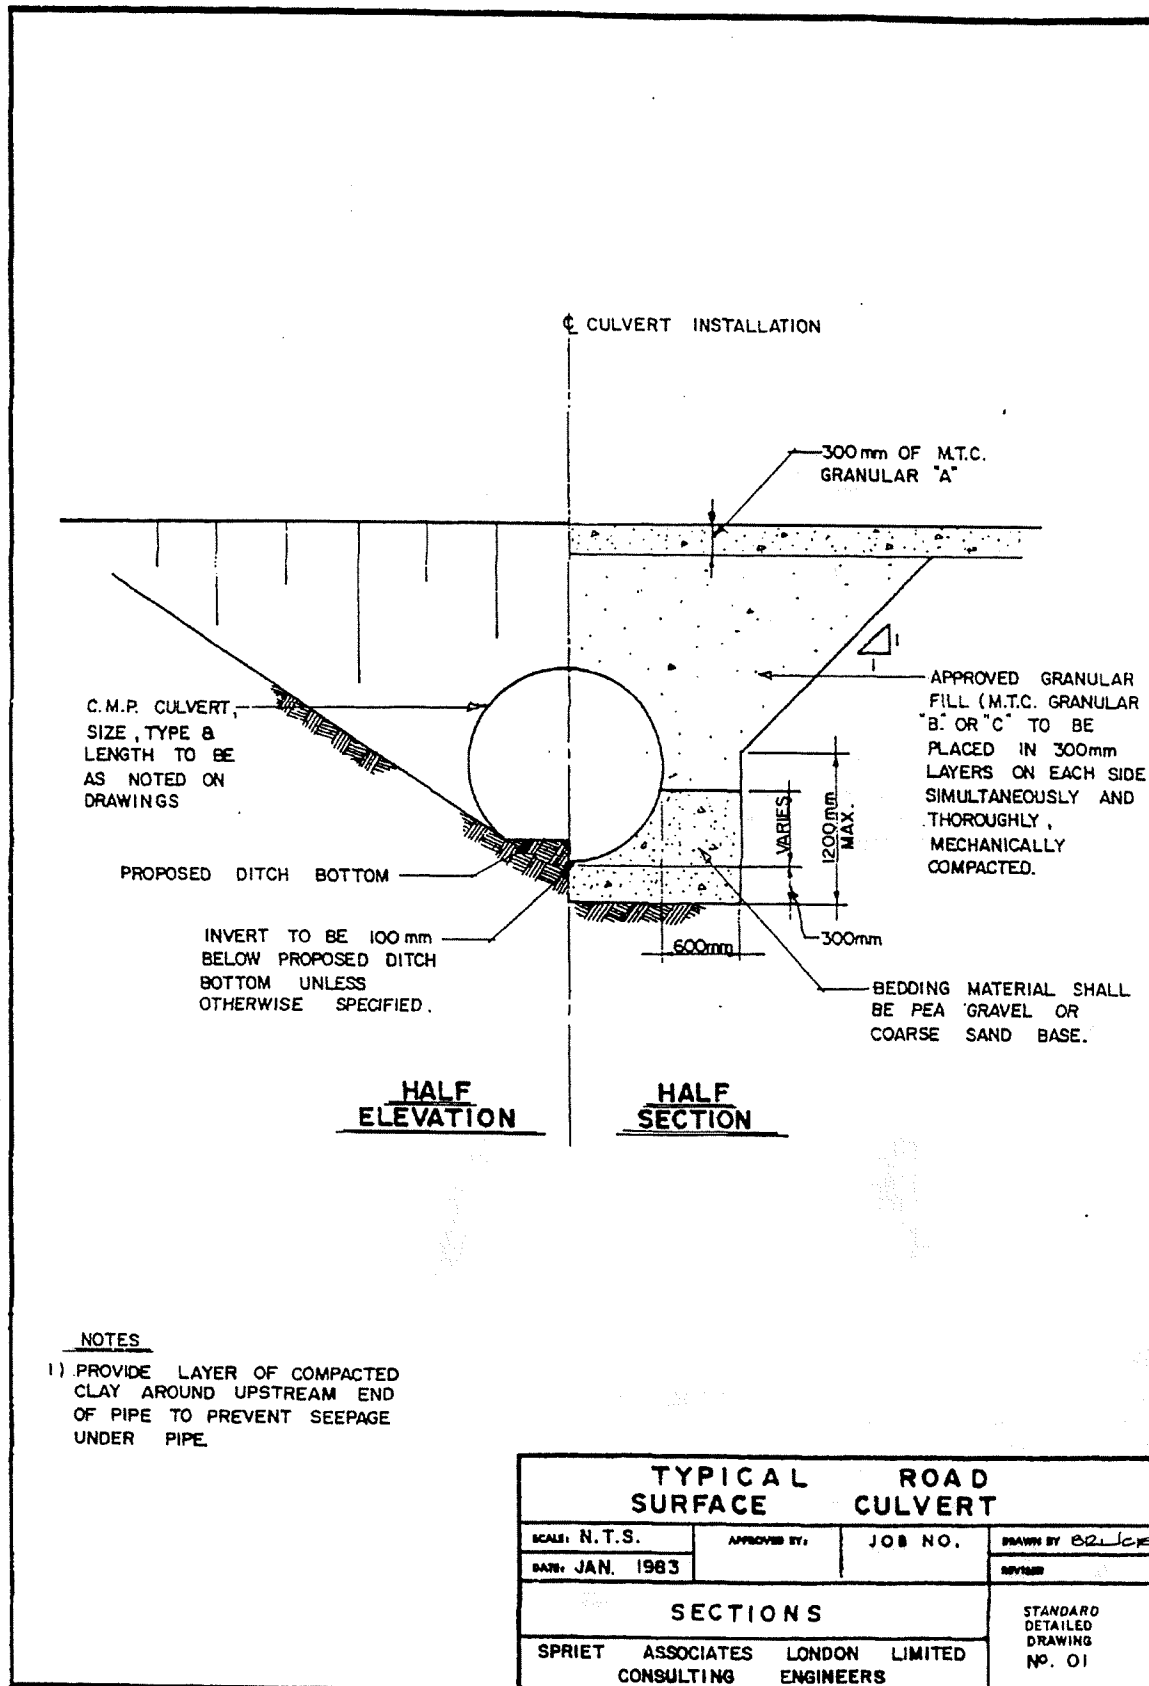 ℄ CULVERT INSTALLATION
300mm OF M.T.C.
GRANULAR "A"
1
1
C.M.P. CULVERT,
SIZE, TYPE &
LENGTH TO BE
AS NOTED ON
DRAWINGS
APPROVED GRANULAR
FILL (M.T.C. GRANULAR
"B" OR "C" TO BE
PLACED IN 300mm
LAYERS ON EACH SIDE
SIMULTANEOUSLY AND
THOROUGHLY,
MECHANICALLY
COMPACTED.
VARIES
1200mm
MAX.
PROPOSED DITCH BOTTOM
INVERT TO BE 100mm
BELOW PROPOSED DITCH
BOTTOM UNLESS
OTHERWISE SPECIFIED.
600mm
300mm
BEDDING MATERIAL SHALL
BE PEA GRAVEL OR
COARSE SAND BASE.
HALF
ELEVATION
HALF
SECTION
NOTES
1) PROVIDE LAYER OF COMPACTED
CLAY AROUND UPSTREAM END
OF PIPE TO PREVENT SEEPAGE
UNDER PIPE.
TYPICAL ROAD
SURFACE CULVERT
SCALE: N.T.S.
APPROVED BY:
JOB NO.
DRAWN BY BRUCE
DATE: JAN. 1983
REVISED
SECTIONS
STANDARD
DETAILED
DRAWING
Nº. 01
SPRIET ASSOCIATES LONDON LIMITED
CONSULTING ENGINEERS